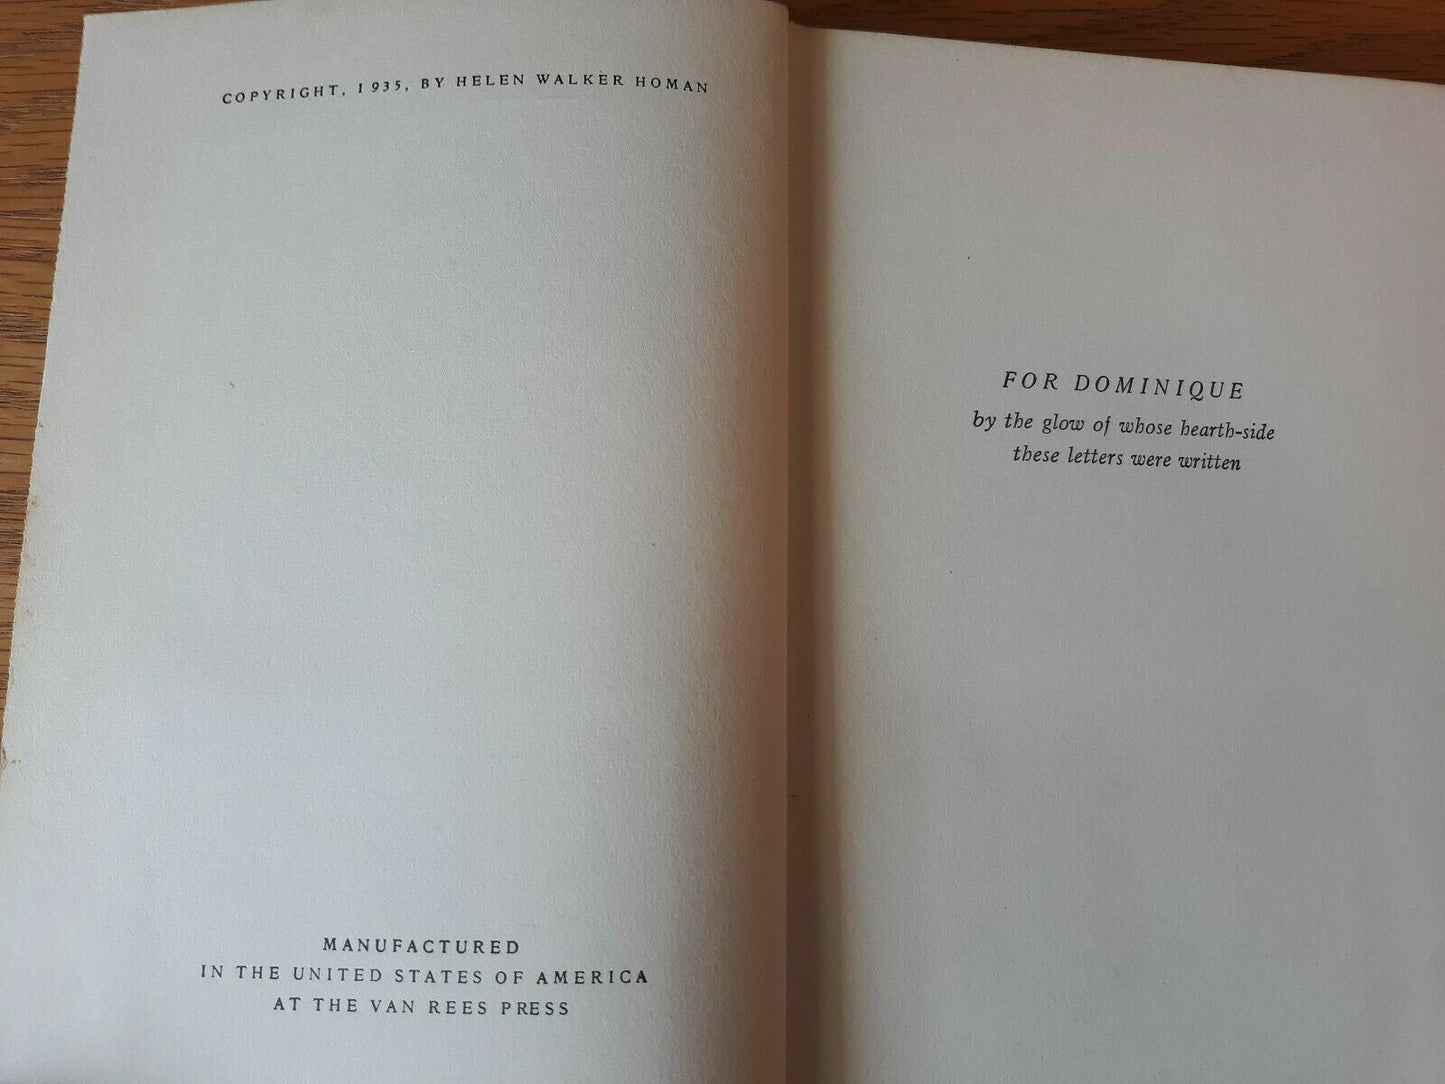 COPYRIGHT, 1935, BY HELEN WALKER HOMAN
MANUFACTURED
IN THE UNITED STATES OF AMERICA
AT THE VAN REES PRESS
FOR DOMINIQUE
by the glow of whose hearth-side
these letters were written